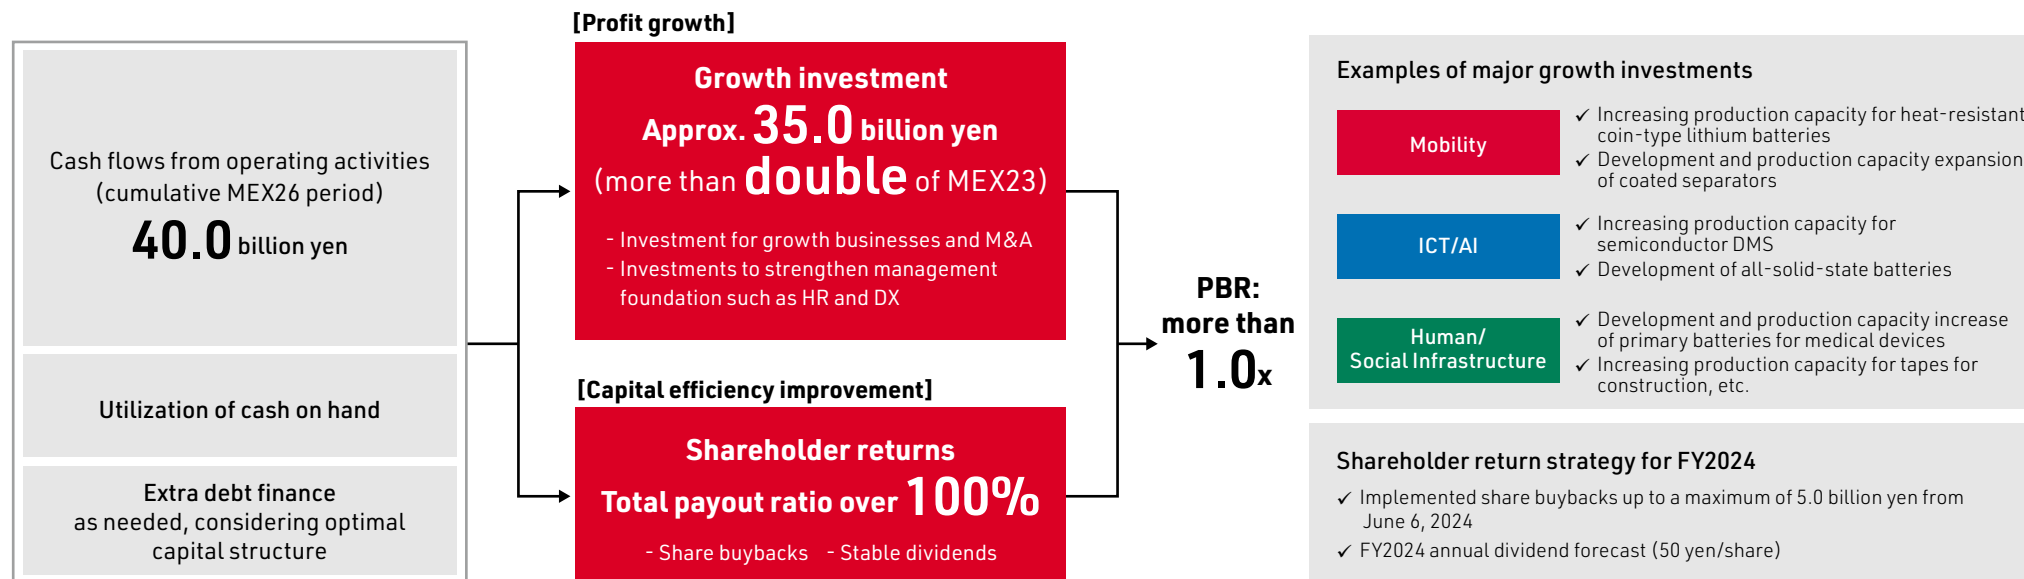 Cash flows from operating activities
(cumulative MEX26 period)
40.0 billion yen
Utilization of cash on hand
Extra debt finance
as needed, considering optimal
capital structure
[Profit growth]
Growth investment
Approx. 35.0 billion yen
(more than double of MEX23)
- Investment for growth businesses and M&A
- Investments to strengthen management
foundation such as HR and DX
[Capital efficiency improvement]
Shareholder returns
Total payout ratio over 100%
- Share buybacks - Stable dividends
PBR:
more than
1.0x
Examples of major growth investments
Mobility
✓ Increasing production capacity for heat-resistant
coin-type lithium batteries
✓ Development and production capacity expansion
of coated separators
ICT/AI
✓ Increasing production capacity for
semiconductor DMS
✓ Development of all-solid-state batteries
Human/
Social Infrastructure
✓ Development and production capacity increase
of primary batteries for medical devices
✓ Increasing production capacity for tapes for
construction, etc.
Shareholder return strategy for FY2024
✓ Implemented share buybacks up to a maximum of 5.0 billion yen from
June 6, 2024
✓ FY2024 annual dividend forecast (50 yen/share)